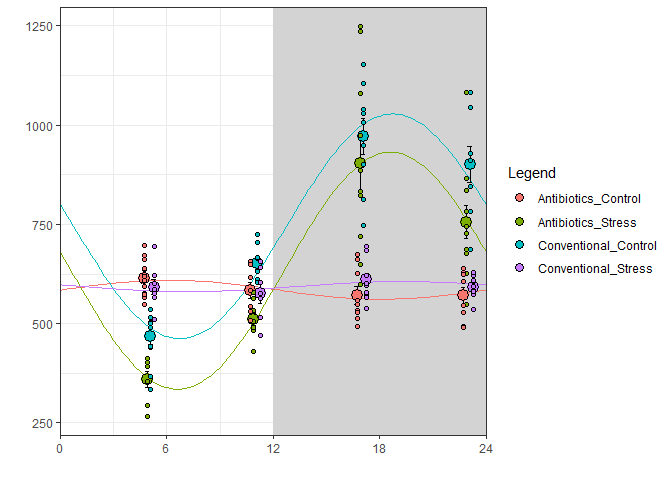 1250
1000
750
500
250
0
6
12
18
24
Legend
Antibiotics_Control
Antibiotics_Stress
Conventional_Control
Conventional_Stress